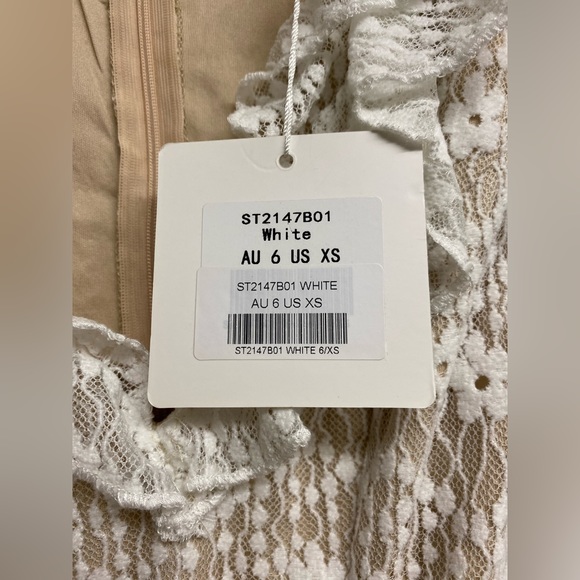 ST2147B01
White
AU 6 US XS
ST2147B01 WHITE
AU 6 US XS
ST2147B01 WHITE 6/XS